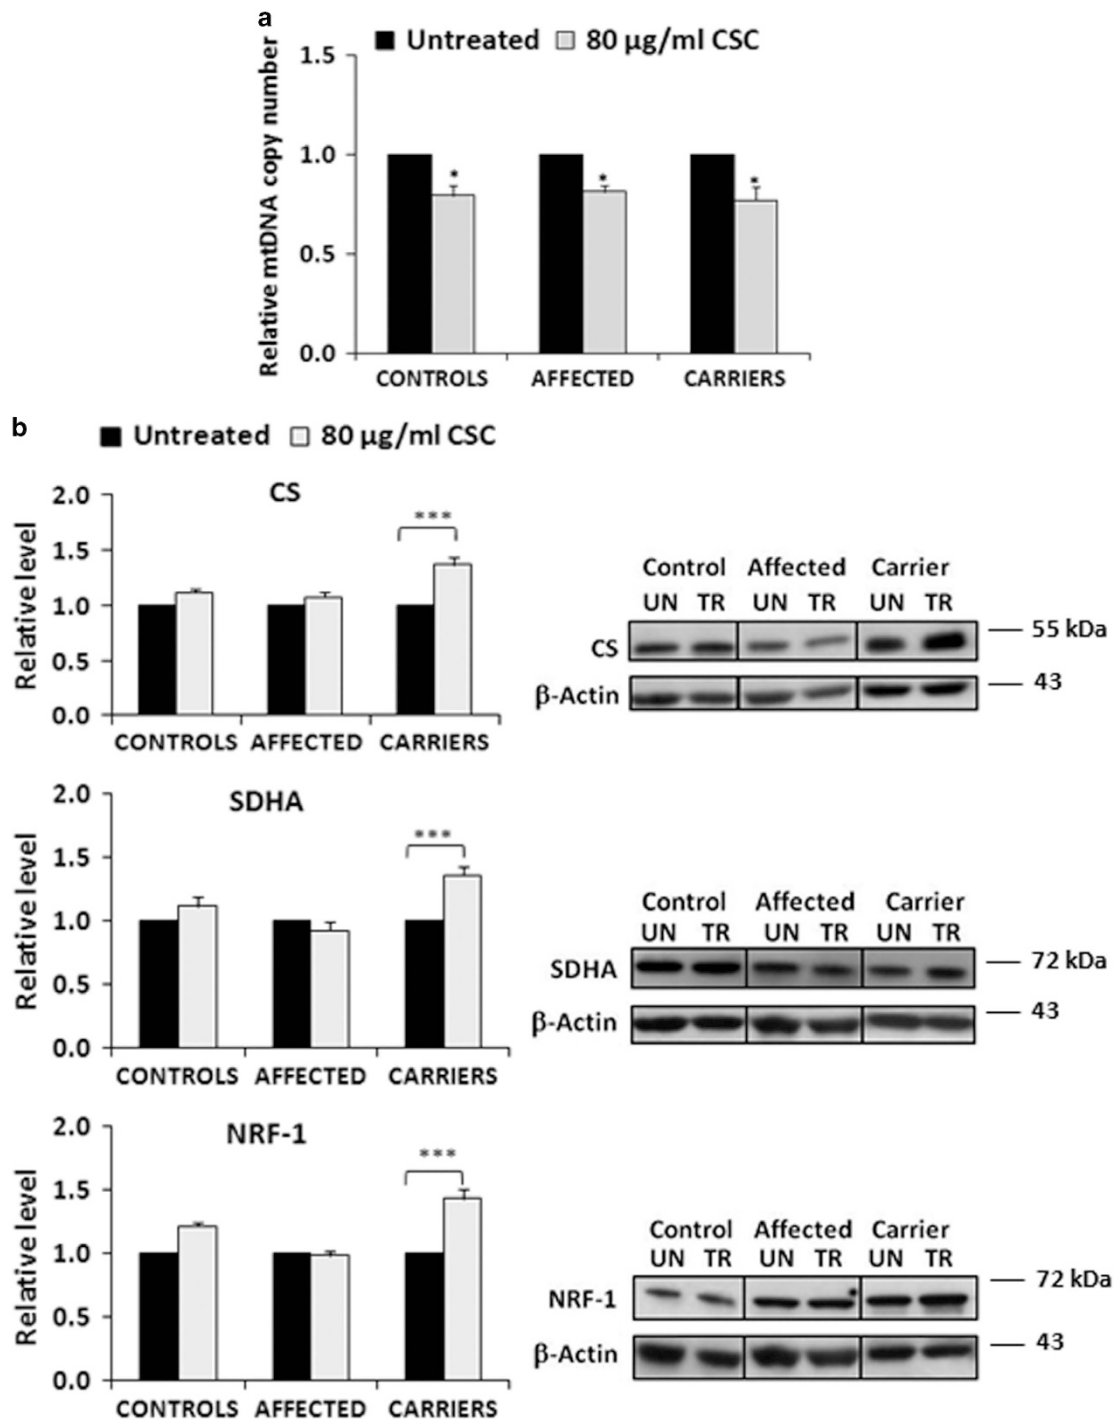 a
Untreated 80 µg/ml CSC
Relative mtDNA copy number
1.5
1.0
0.5
0.0
* * *
CONTROLS AFFECTED CARRIERS
b
Untreated 80 µg/ml CSC
CS
Relative level
2.0
1.5
1.0
0.5
0.0
***
CONTROLS AFFECTED CARRIERS
Control Affected Carrier
UN TR UN TR UN TR
CS
55 kDa
β-Actin
43
SDHA
Relative level
2.0
1.5
1.0
0.5
0.0
***
CONTROLS AFFECTED CARRIERS
Control Affected Carrier
UN TR UN TR UN TR
SDHA
72 kDa
β-Actin
43
NRF-1
Relative level
2.0
1.5
1.0
0.5
0.0
***
CONTROLS AFFECTED CARRIERS
Control Affected Carrier
UN TR UN TR UN TR
NRF-1
72 kDa
β-Actin
43